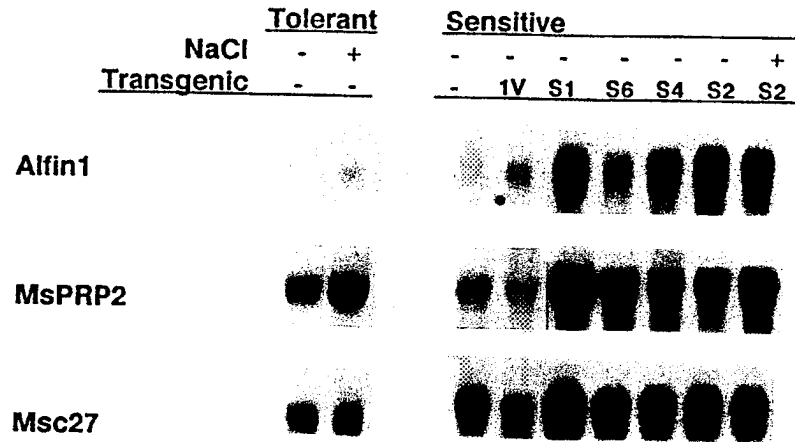 Tolerant Sensitive
NaCl - + - - - - - - +
Transgenic - - - 1V S1 S6 S4 S2 S2
Alfin1
MsPRP2
Msc27